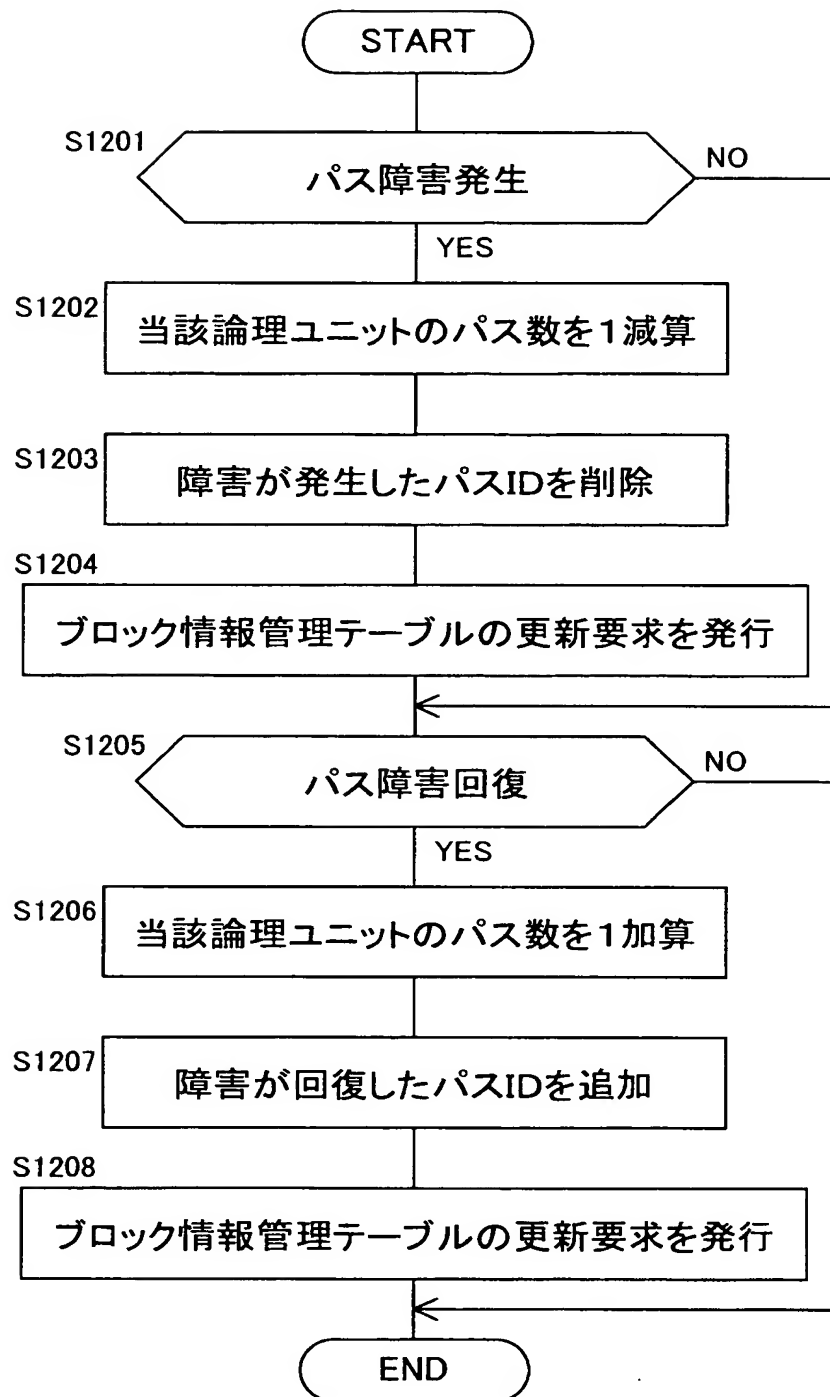 START
S1201
パス障害発生
NO
YES
S1202
当該論理ユニットのパス数を1減算
S1203
障害が発生したパスIDを削除
S1204
ブロック情報管理テーブルの更新要求を発行
S1205
パス障害回復
NO
YES
S1206
当該論理ユニットのパス数を1加算
S1207
障害が回復したパスIDを追加
S1208
ブロック情報管理テーブルの更新要求を発行
END